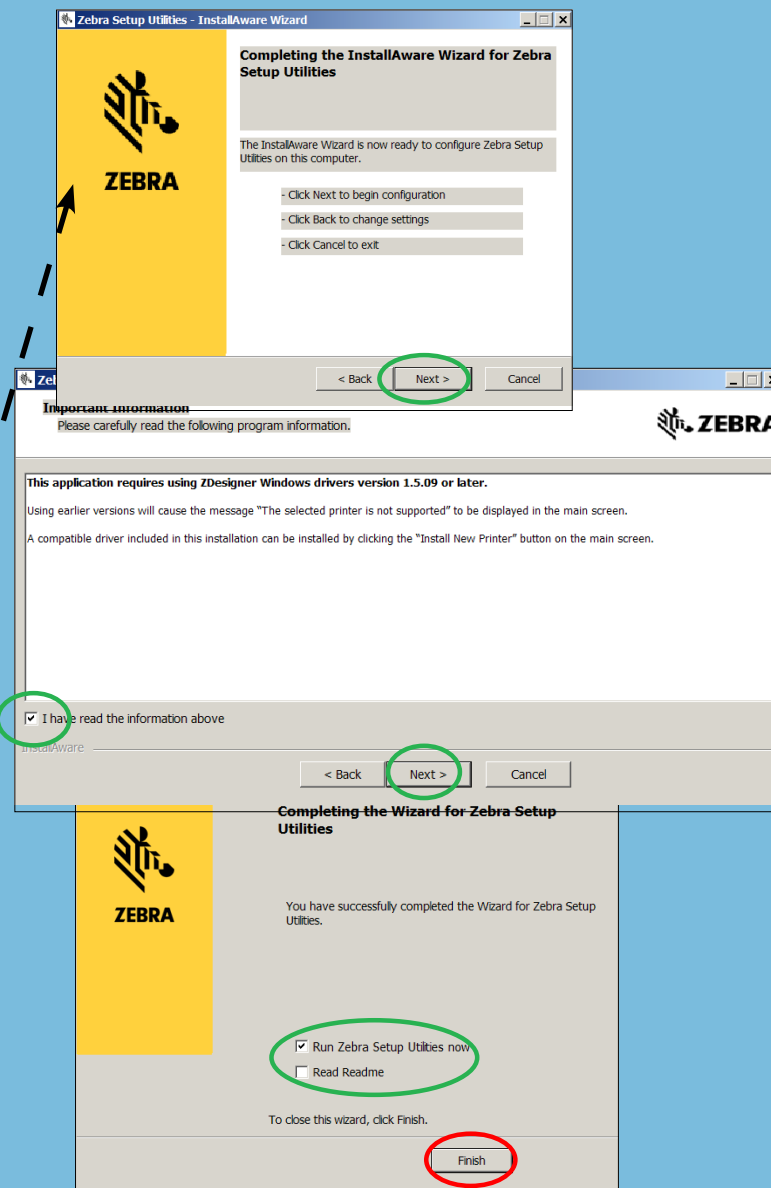 Zebra Setup Utilities - InstallAware Wizard
Completing the InstallAware Wizard for Zebra
Setup Utilities
The InstallAware Wizard is now ready to configure Zebra Setup
Utilities on this computer.
ZEBRA
- Click Next to begin configuration
- Click Back to change settings
- Click Cancel to exit
< Back
Next >
Cancel
Important Information
Please carefully read the following program information.
ZEBRA
This application requires using ZDesigner Windows drivers version 1.5.09 or later.
Using earlier versions will cause the message "The selected printer is not supported" to be displayed in the main screen.
A compatible driver included in this installation can be installed by clicking the "Install New Printer" button on the main screen.
I have read the information above
InstallAware
< Back
Next >
Cancel
Completing the Wizard for Zebra Setup
Utilities
ZEBRA
You have successfully completed the Wizard for Zebra Setup
Utilities.
Run Zebra Setup Utilities now
Read Readme
To close this wizard, click Finish.
Finish